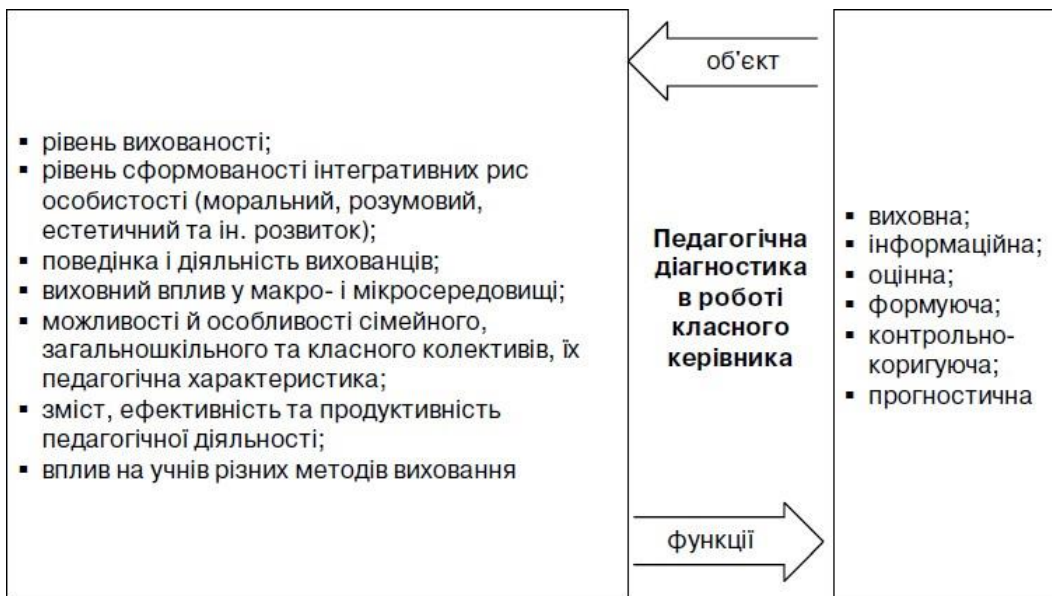 ▪ рівень вихованості;
▪ рівень сформованості інтегративних рис
особистості (моральний, розумовий,
естетичний та ін. розвиток);
▪ поведінка і діяльність вихованців;
▪ виховний вплив у макро- і мікросередовищі;
▪ можливості й особливості сімейного,
загальношкільного та класного колективів, їх
педагогічна характеристика;
▪ зміст, ефективність та продуктивність
педагогічної діяльності;
▪ вплив на учнів різних методів виховання
об'єкт
Педагогічна
діагностика
в роботі
класного
керівника
функції
▪ виховна;
▪ інформаційна;
▪ оцінна;
▪ формуюча;
▪ контрольно-
коригуюча;
▪ прогностична